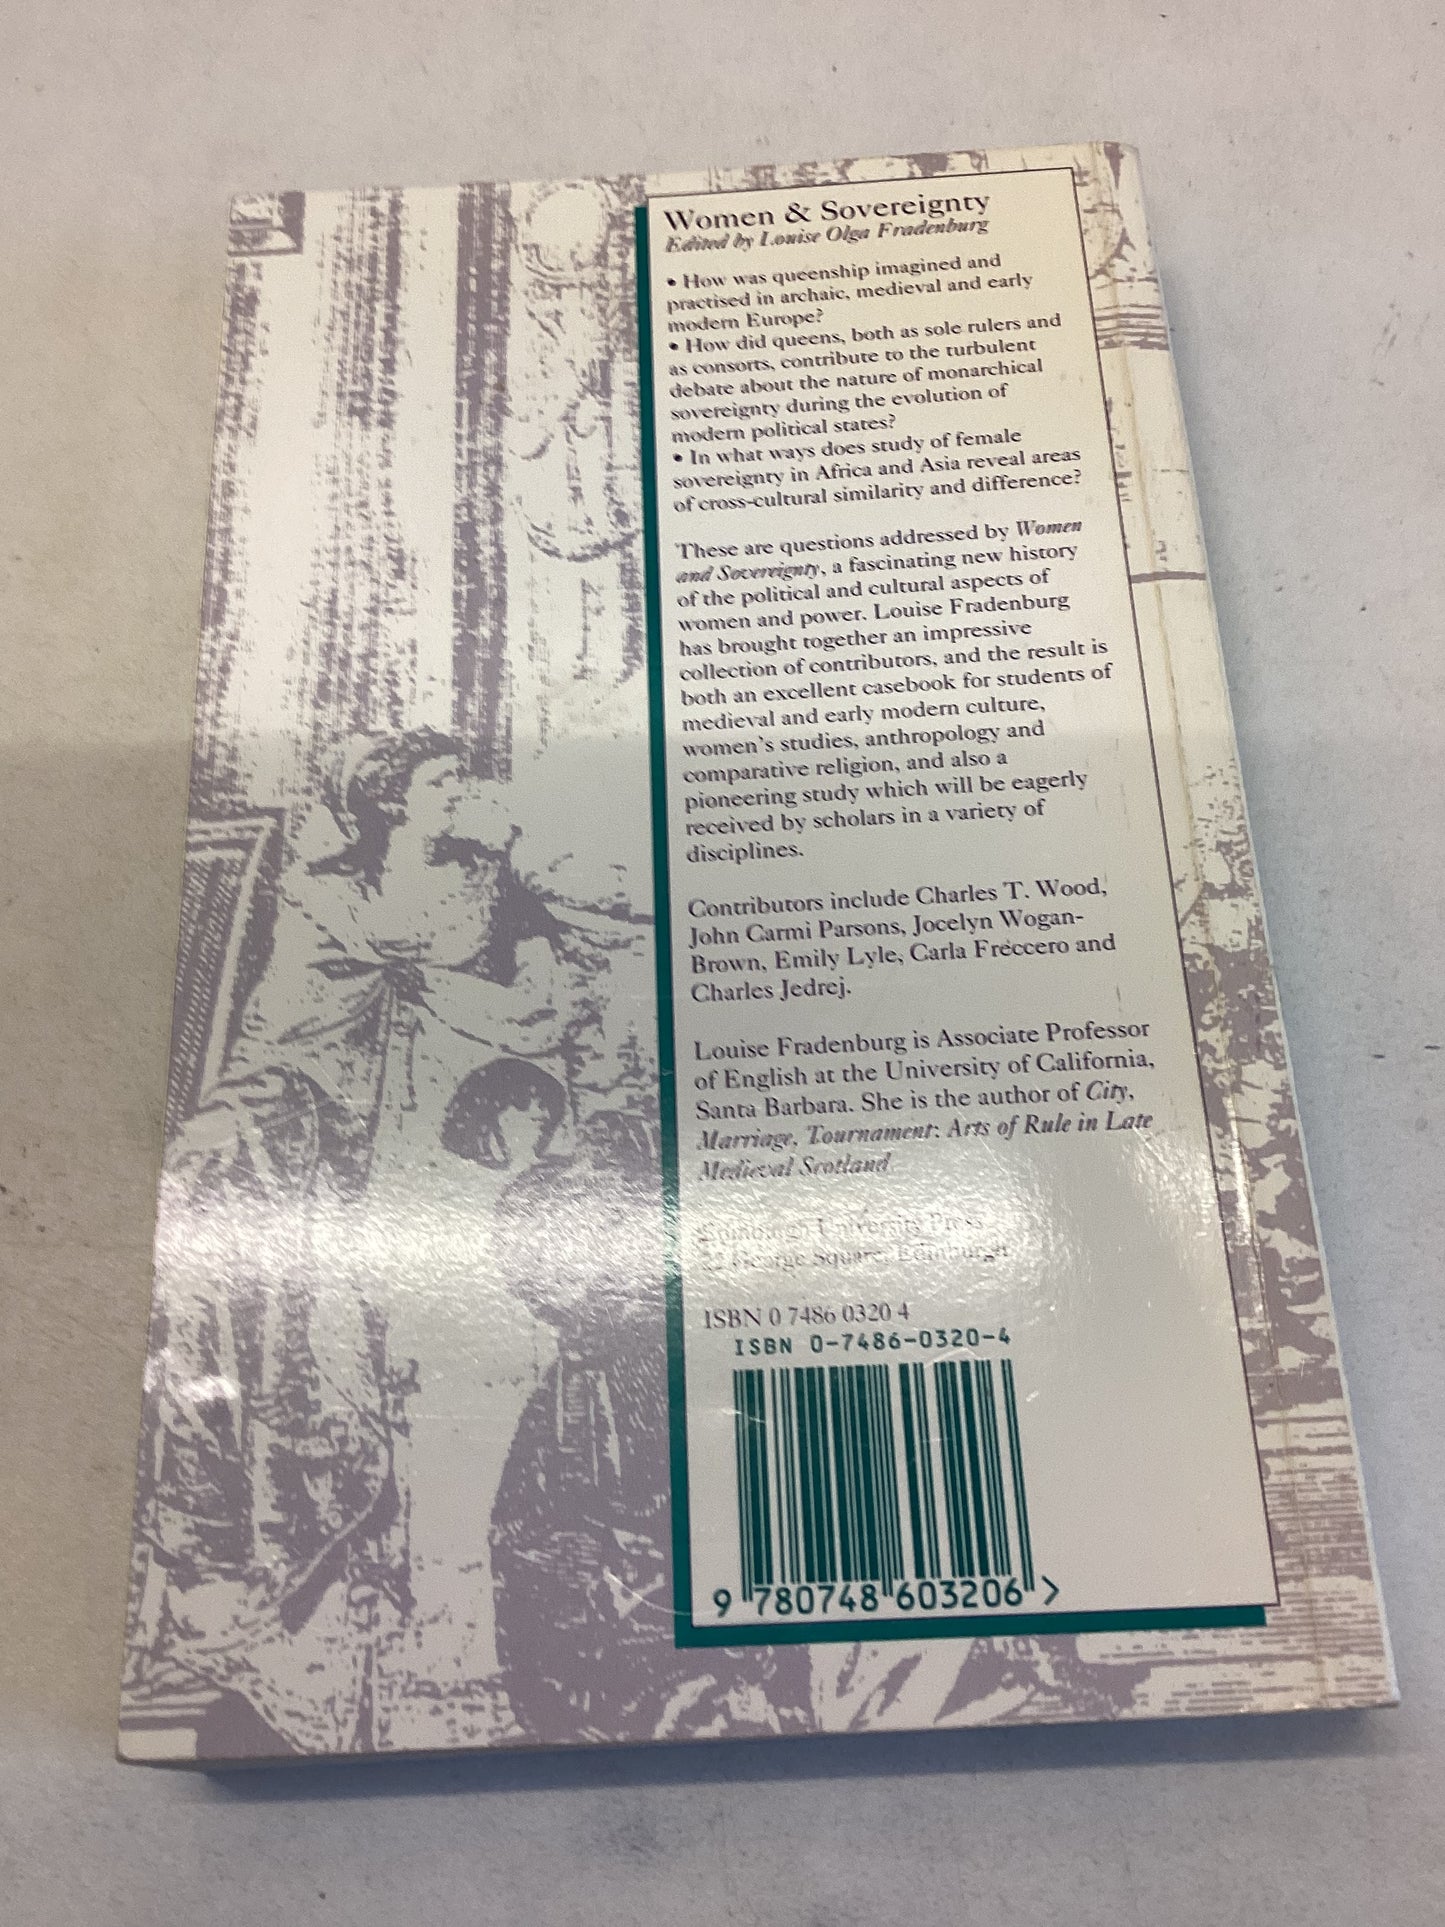 Women & Sovereignty
Edited by Louise Olga Fradenburg
• How was queenship imagined and
practised in archaic, medieval and early
modern Europe?
• How did queens, both as sole rulers and
as consorts, contribute to the turbulent
debate about the nature of monarchical
sovereignty during the evolution of
modern political states?
• In what ways does study of female
sovereignty in Africa and Asia reveal areas
of cross-cultural similarity and difference?
These are questions addressed by Women
and Sovereignty, a fascinating new history
of the political and cultural aspects of
women and power. Louise Fradenburg
has brought together an impressive
collection of contributors, and the result is
both an excellent casebook for students of
medieval and early modern culture,
women's studies, anthropology and
comparative religion, and also a
pioneering study which will be eagerly
received by scholars in a variety of
disciplines.
Contributors include Charles T. Wood,
John Carmi Parsons, Jocelyn Wogan-
Brown, Emily Lyle, Carla Freccero and
Charles Jedrej.
Louise Fradenburg is Associate Professor
of English at the University of California,
Santa Barbara. She is the author of City,
Marriage, Tournament: Arts of Rule in Late
Medieval Scotland
Edinburgh University Press
22 George Square, Edinburgh
ISBN 0 7486 0320 4
ISBN 0-7486-0320-4
9 780748 603206 >